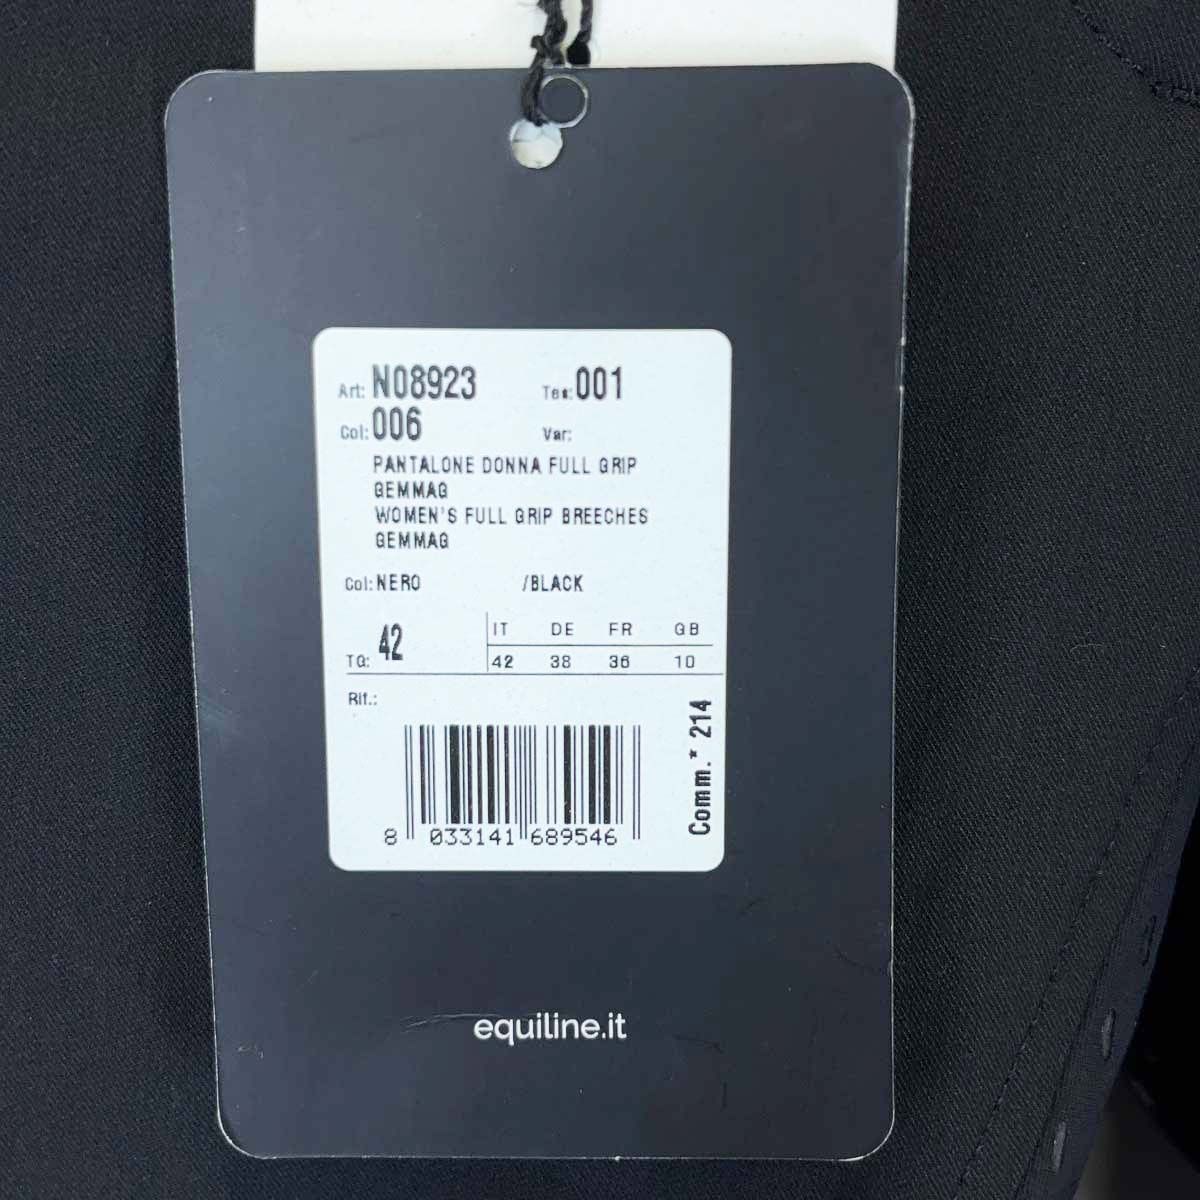 Art: N08923 Tes: 001
Col: 006 Var:
PANTALONE DONNA FULL GRIP
GEMMAG
WOMEN'S FULL GRIP BREECHES
GEMMAG
Col: NERO /BLACK
IT DE FR GB
TG: 42 42 38 36 10
Rif.:
Comm.* 214
8 033141 689546
equiline.it